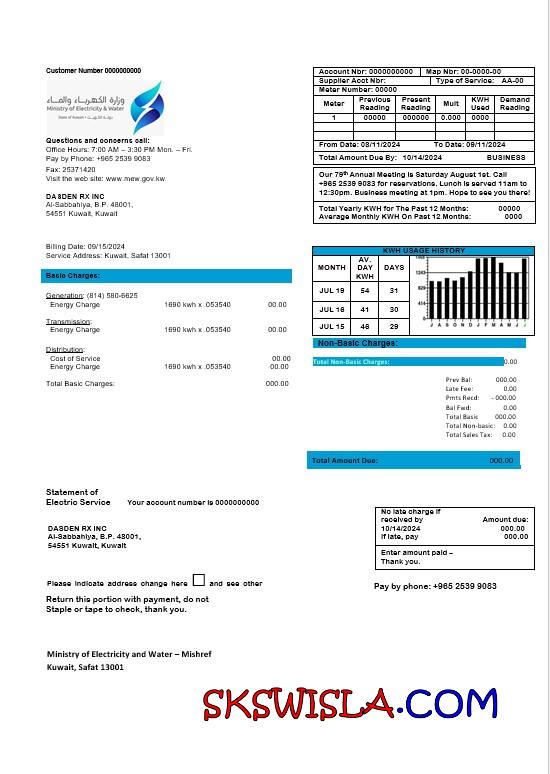 Customer Number 0000000000
وزارة الكهرباء والماء
Ministry of Electricity & Water
State of Kuwait • دولة الكويت
Questions and concerns call:
Office Hours: 7:00 AM – 3:30 PM Mon. – Fri.
Pay by Phone: +965 2539 9083
Fax: 25371420
Visit the web site: www.mew.gov.kw
DASDEN RX INC
Al-Sabbahiya, B.P. 48001,
54551 Kuwait, Kuwait
Billing Date: 09/15/2024
Service Address: Kuwait, Safat 13001
Basic Charges:
Generation: (814) 580-6625
Energy Charge 1690 kwh x .053540 00.00
Transmission:
Energy Charge 1690 kwh x .053540 00.00
Distribution:
Cost of Service 00.00
Energy Charge 1690 kwh x .053540 00.00
Total Basic Charges: 000.00
Account Nbr: 0000000000 Map Nbr: 00-0000-00
Supplier Acct Nbr: Type of Service: AA-00
Meter Number: 00000
Meter Previous Reading Present Reading Mult KWH Used Demand Reading
1 00000 000000 0.000 0000
From Date: 08/11/2024 To Date: 09/11/2024
Total Amount Due By: 10/14/2024 BUSINESS
Our 79th Annual Meeting is Saturday August 1st. Call
+965 2539 9083 for reservations. Lunch is served 11am to
12:30pm. Business meeting at 1pm. Hope to see you there!
Total Yearly KWH for The Past 12 Months: 00000
Average Monthly KWH On Past 12 Months: 0000
KWH USAGE HISTORY
MONTH AV. DAY KWH DAYS
JUL 19 54 31
JUL 16 41 30
JUL 15 46 29
J A S O N D J F M A M J J
Non-Basic Charges:
Total Non-Basic Charges: 0.00
Prev Bal: 000.00
Late Fee: 0.00
Pmts Recd: - 000.00
Bal Fwd: 0.00
Total Basic 000.00
Total Non-basic: 0.00
Total Sales Tax: 0.00
Total Amount Due: 000.00
Statement of
Electric Service Your account number is 0000000000
DASDEN RX INC
Al-Sabbahiya, B.P. 48001,
54551 Kuwait, Kuwait
No late charge if
received by Amount due:
10/14/2024 000.00
If late, pay 000.00
Enter amount paid –
Thank you.
Please indicate address change here and see other
Pay by phone: +965 2539 9083
Return this portion with payment, do not
Staple or tape to check, thank you.
Ministry of Electricity and Water – Mishref
Kuwait, Safat 13001
SKSWISLA.COM